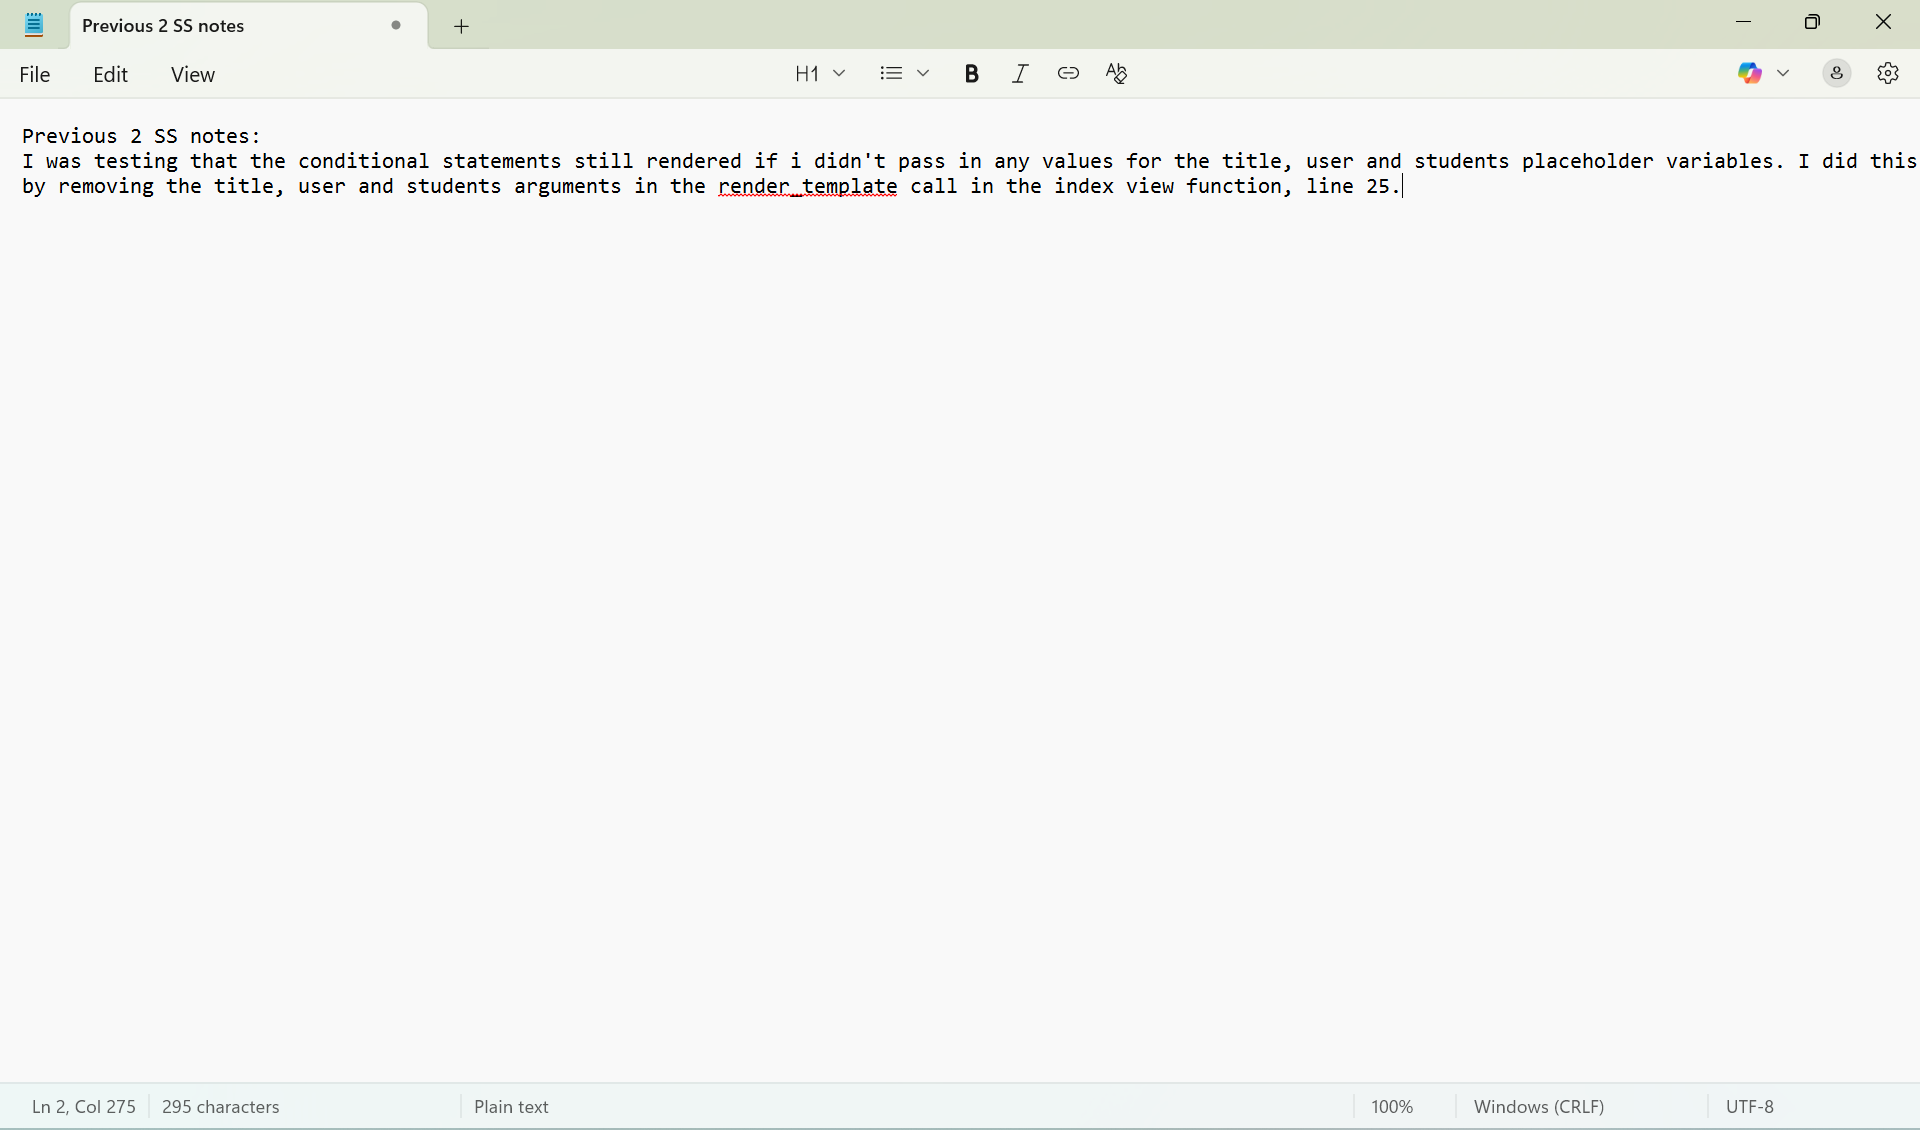 Previous 2 SS notes
File Edit View H1
Previous 2 SS notes:
I was testing that the conditional statements still rendered if i didn't pass in any values for the title, user and students placeholder variables. I did this
by removing the title, user and students arguments in the render_template call in the index view function, line 25.
Ln 2, Col 275 295 characters Plain text 100% Windows (CRLF) UTF-8